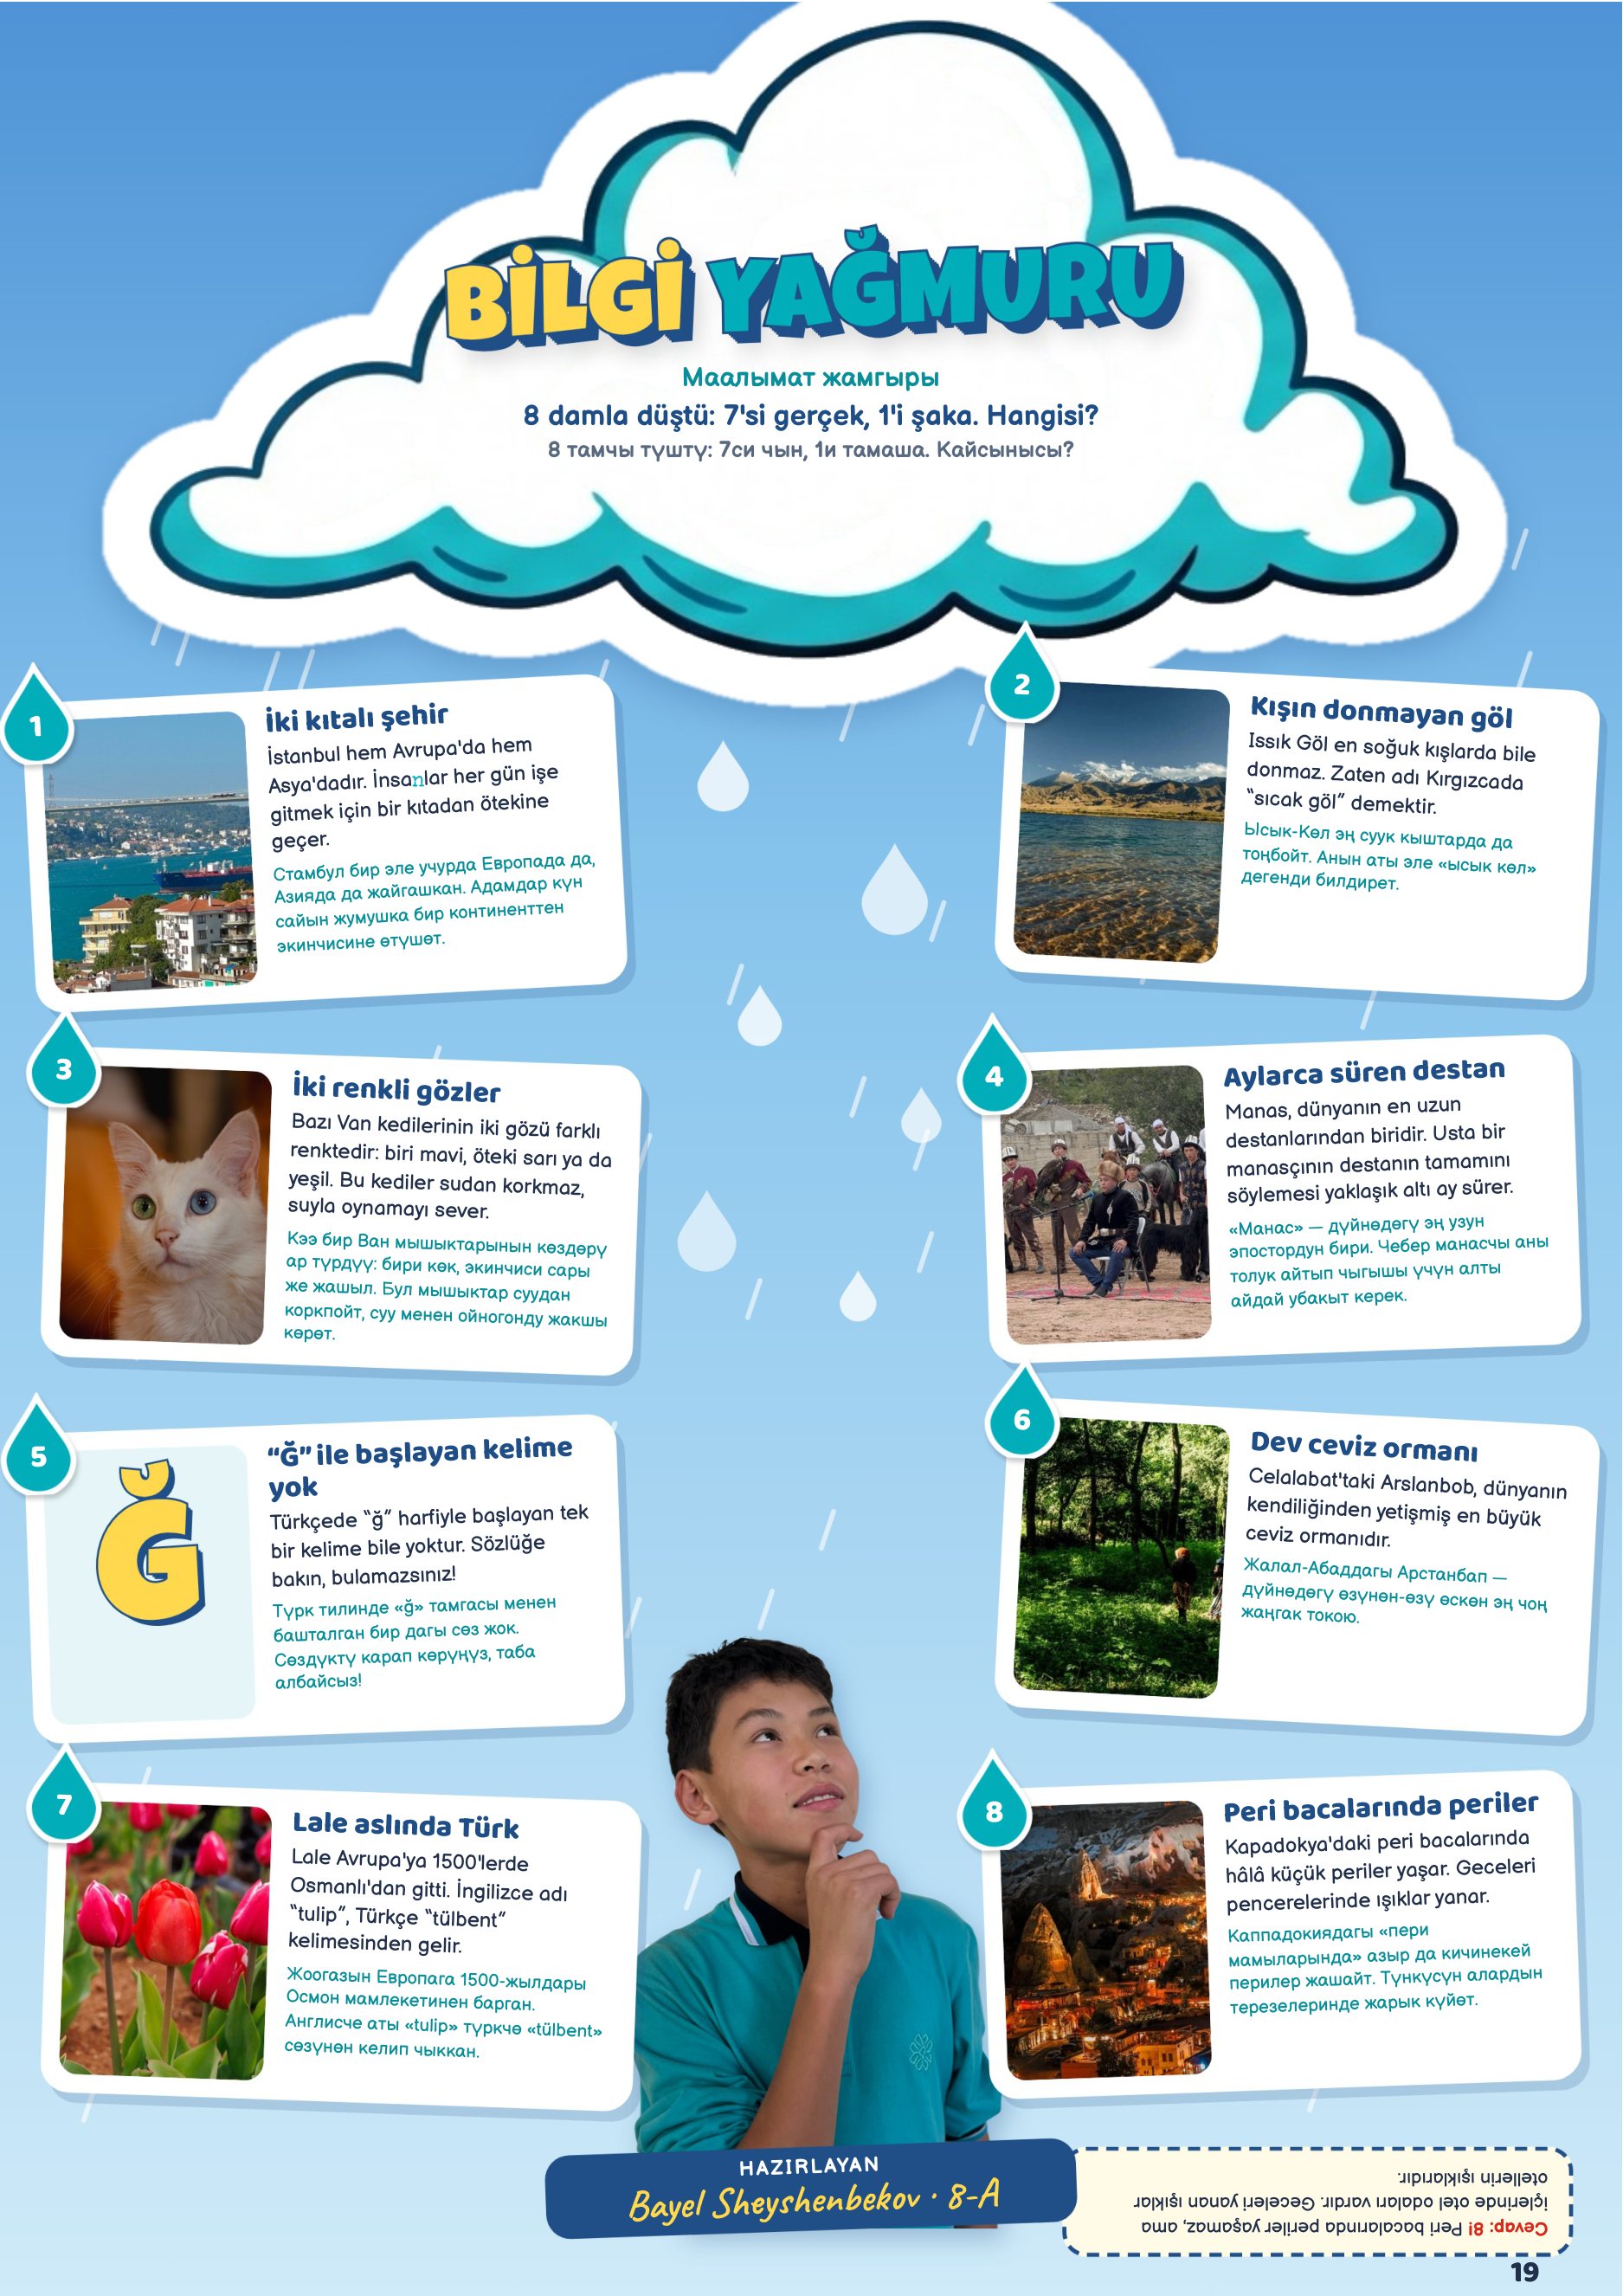 BİLGİ YAĞMURU
Маалымат жамгыры
8 damla düştü: 7'si gerçek, 1'i şaka. Hangisi?
8 тамчы түштү: 7си чын, 1и тамаша. Кайсынысы?
1
İki kıtalı şehir
İstanbul hem Avrupa'da hem
Asya'dadır. İnsanlar her gün işe
gitmek için bir kıtadan ötekine
geçer.
Стамбул бир эле учурда Европада да,
Азияда да жайгашкан. Адамдар күн
сайын жумушка бир континенттен
экинчисине өтүшөт.
2
Kışın donmayan göl
Issık Göl en soğuk kışlarda bile
donmaz. Zaten adı Kırgızcada
“sıcak göl” demektir.
Ысык-Көл эң суук кыштарда да
тоңбойт. Анын аты эле «ысык көл»
дегенди билдирет.
3
İki renkli gözler
Bazı Van kedilerinin iki gözü farklı
renktedir: biri mavi, öteki sarı ya da
yeşil. Bu kediler sudan korkmaz,
suyla oynamayı sever.
Кээ бир Ван мышыктарынын көздөрү
ар түрдүү: бири көк, экинчиси сары
же жашыл. Бул мышыктар суудан
коркпойт, суу менен ойногонду жакшы
көрөт.
4
Aylarca süren destan
Manas, dünyanın en uzun
destanlarından biridir. Usta bir
manasçının destanın tamamını
söylemesi yaklaşık altı ay sürer.
«Манас» — дүйнөдөгү эң узун
эпостордун бири. Чебер манасчы аны
толук айтып чыгышы үчүн алты
айдай убакыт керек.
5
Ğ
“Ğ” ile başlayan kelime
yok
Türkçede “ğ” harfiyle başlayan tek
bir kelime bile yoktur. Sözlüğe
bakın, bulamazsınız!
Түрк тилинде «ğ» тамгасы менен
башталган бир дагы сөз жок.
Сөздүктү карап көрүңүз, таба
албайсыз!
6
Dev ceviz ormanı
Celalabat'taki Arslanbob, dünyanın
kendiliğinden yetişmiş en büyük
ceviz ormanıdır.
Жалал-Абаддагы Арстанбап —
дүйнөдөгү өзүнөн-өзү өскөн эң чоң
жаңгак токою.
7
Lale aslında Türk
Lale Avrupa'ya 1500'lerde
Osmanlı'dan gitti. İngilizce adı
“tulip”, Türkçe “tülbent”
kelimesinden gelir.
Жоогазын Европага 1500-жылдары
Осмон мамлекетинен барган.
Англисче аты «tulip» түркчө «tülbent»
сөзүнөн келип чыккан.
8
Peri bacalarında periler
Kapadokya'daki peri bacalarında
hâlâ küçük periler yaşar. Geceleri
pencerelerinde ışıklar yanar.
Каппадокиядагы «пери
мамыларында» азыр да кичинекей
перилер жашайт. Түнкүсүн алардын
терезелеринде жарык күйөт.
HAZIRLAYAN
Bayel Sheyshenbekov · 8-A
Cevap: 8! Peri bacalarında periler yaşamaz, ama
içlerinde otel odaları vardır. Geceleri yanan ışıklar
otellerin ışıklarıdır.
19